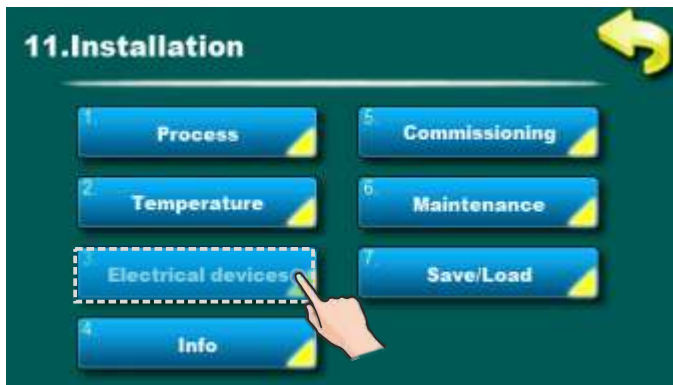 11.Installation
1.
Process
2.
Temperature
3.
Electrical devices
4.
Info
5.
Commissioning
6.
Maintenance
7.
Save/Load